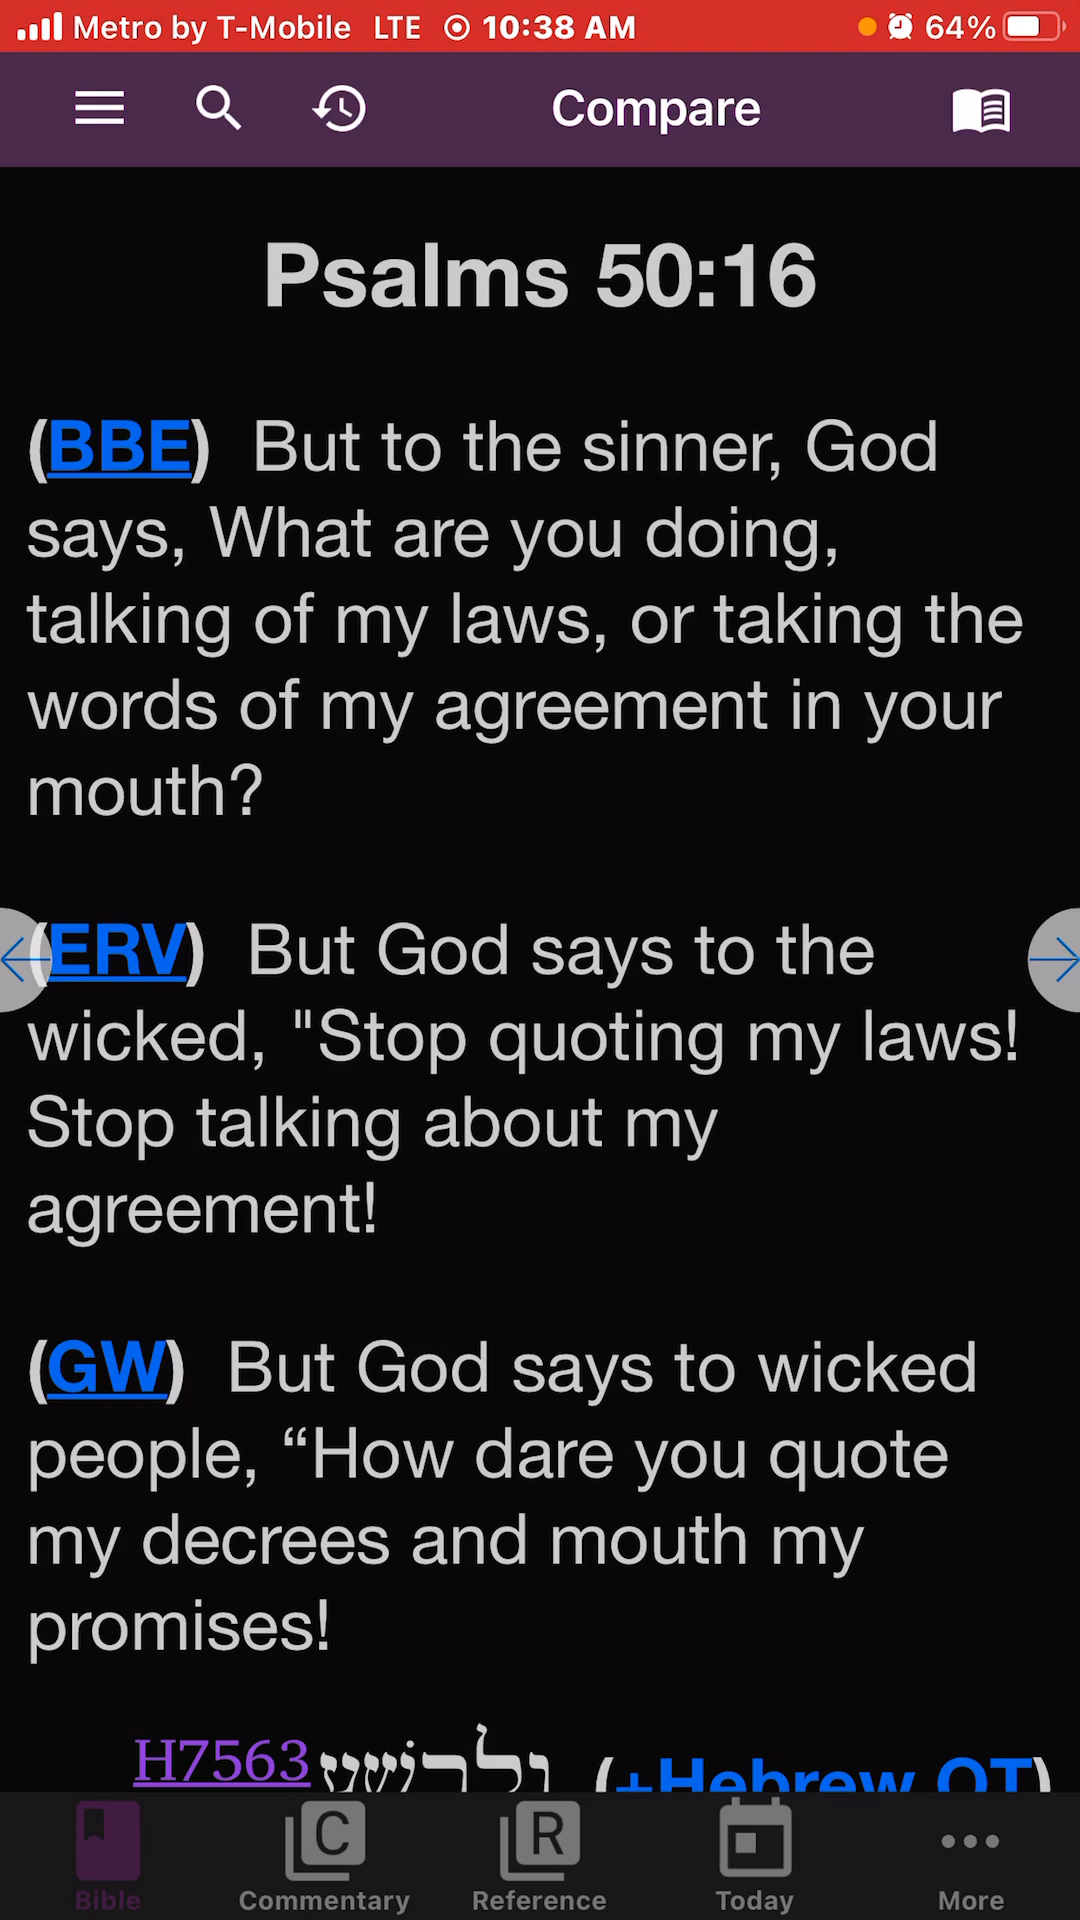 Metro by T-Mobile LTE 10:38 AM 64%
Compare
Psalms 50:16
(BBE) But to the sinner, God
says, What are you doing,
talking of my laws, or taking the
words of my agreement in your
mouth?
(ERV) But God says to the
wicked, "Stop quoting my laws!
Stop talking about my
agreement!
(GW) But God says to wicked
people, “How dare you quote
my decrees and mouth my
promises!
(+Hebrew OT) ולרשׁע H7563
C R
Bible Commentary Reference Today More